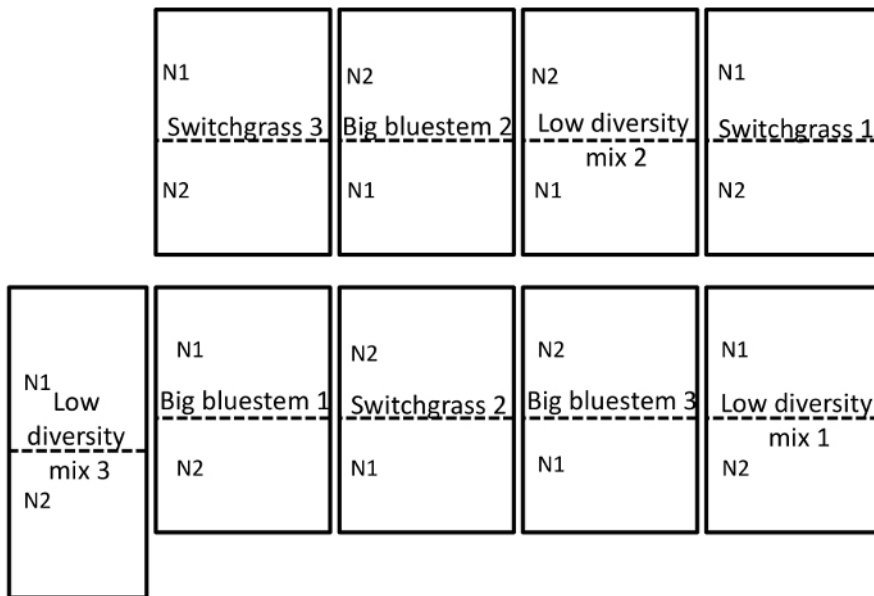 N1
Switchgrass 3
N2
N2
Big bluestem 2
N1
N2
Low diversity
mix 2
N1
N1
Switchgrass 1
N2
N1
Low
diversity
mix 3
N2
N1
Big bluestem 1
N2
N2
Switchgrass 2
N1
N2
Big bluestem 3
N1
N1
Low diversity
mix 1
N2